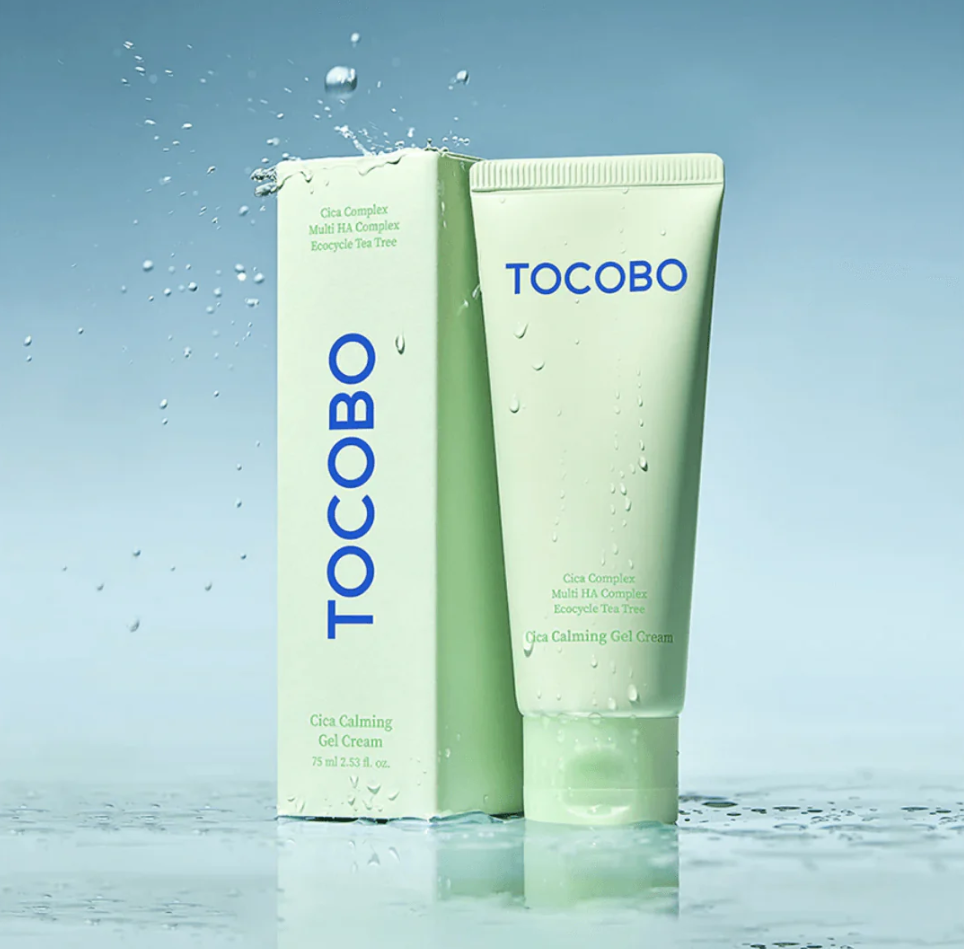 Cica Complex
Multi HA Complex
Ecocycle Tea Tree
TOCOBO
Cica Calming
Gel Cream
75 ml 2.53 fl. oz.
TOCOBO
Cica Complex
Multi HA Complex
Ecocycle Tea Tree
Cica Calming Gel Cream